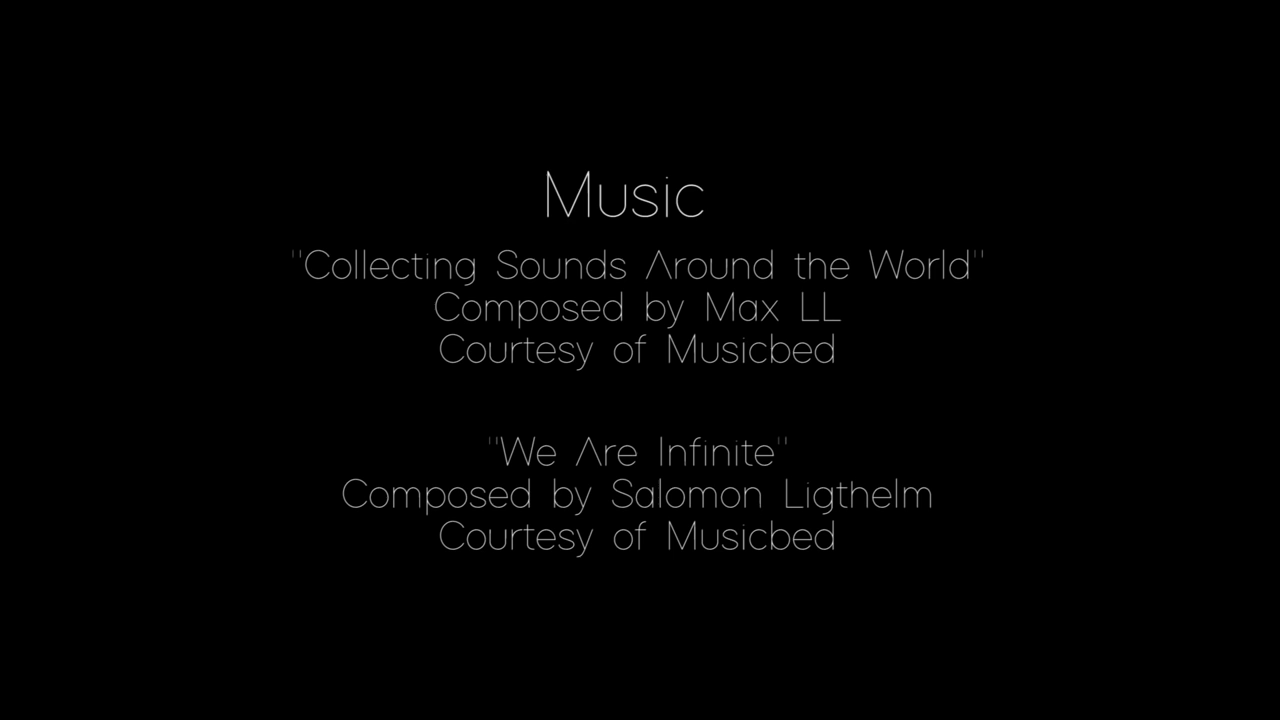 Music
"Collecting Sounds Around the World"
Composed by Max LL
Courtesy of Musicbed
"We Are Infinite"
Composed by Salomon Ligthelm
Courtesy of Musicbed